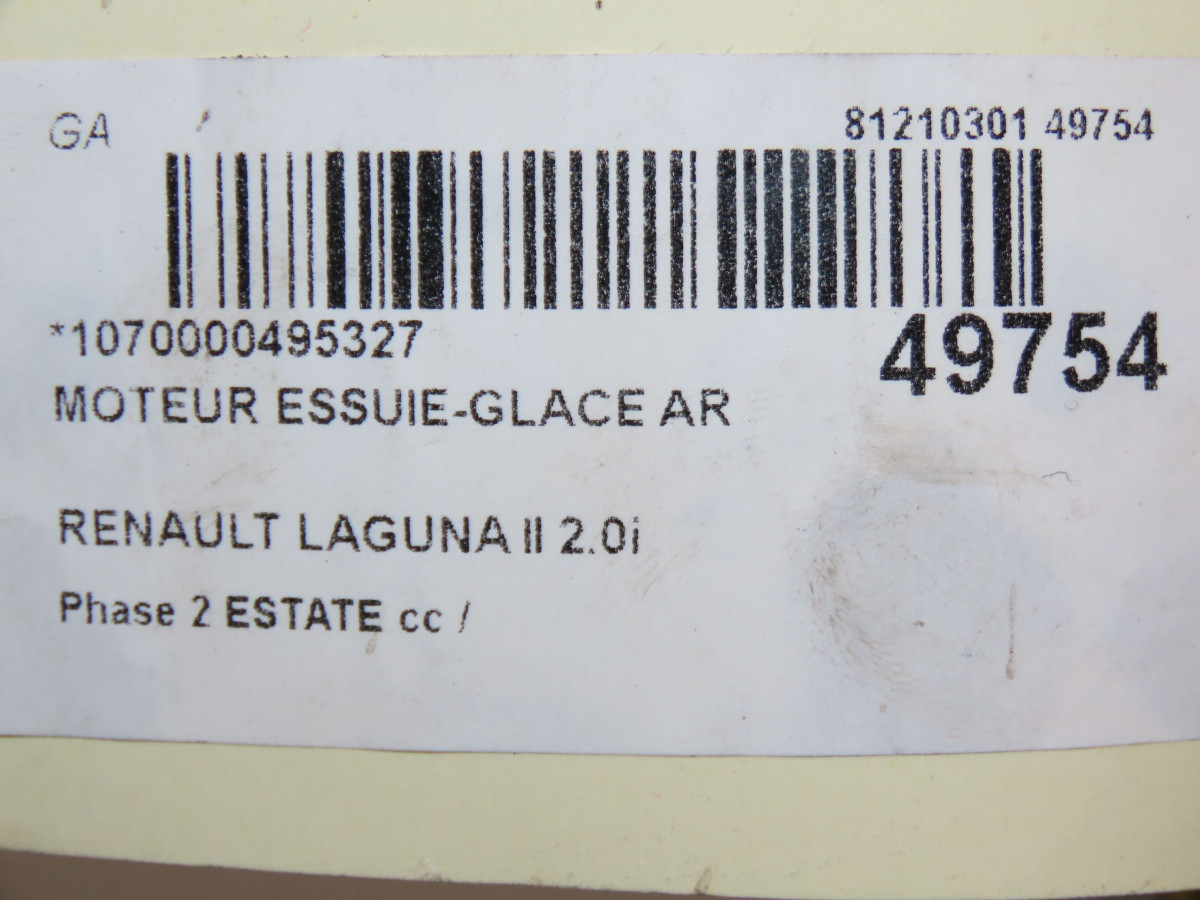 GA 81210301 49754
*1070000495327 49754
MOTEUR ESSUIE-GLACE AR
RENAULT LAGUNA II 2.0i
Phase 2 ESTATE cc /